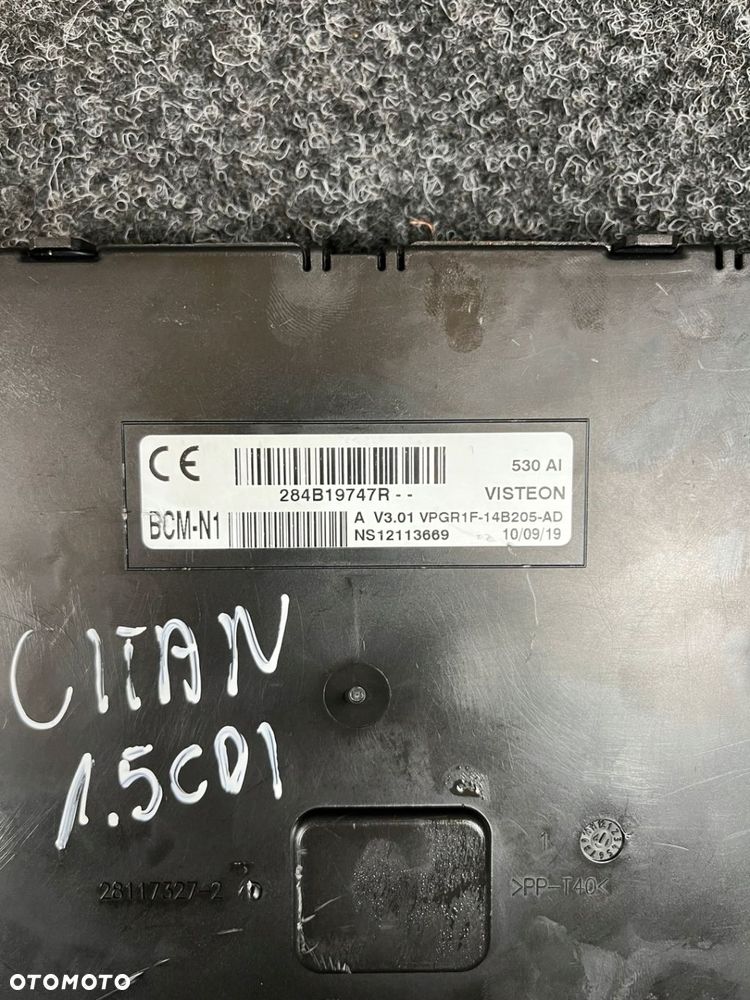 CE
530 AI
284B19747R - -
VISTEON
BCM-N1
A V3.01 VPGR1F-14B205-AD
NS12113669
10/09/19
CITAN
1.5CDI
1
28117327-2
>PP-T40<
OTOMOTO